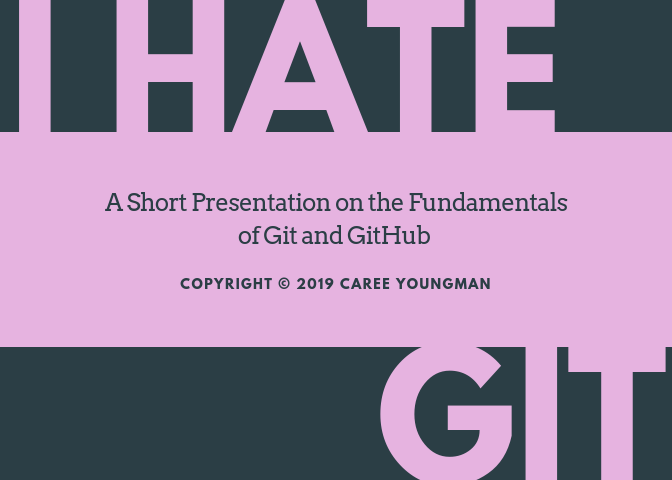 I HATE
A Short Presentation on the Fundamentals
of Git and GitHub
COPYRIGHT © 2019 CAREE YOUNGMAN
GIT